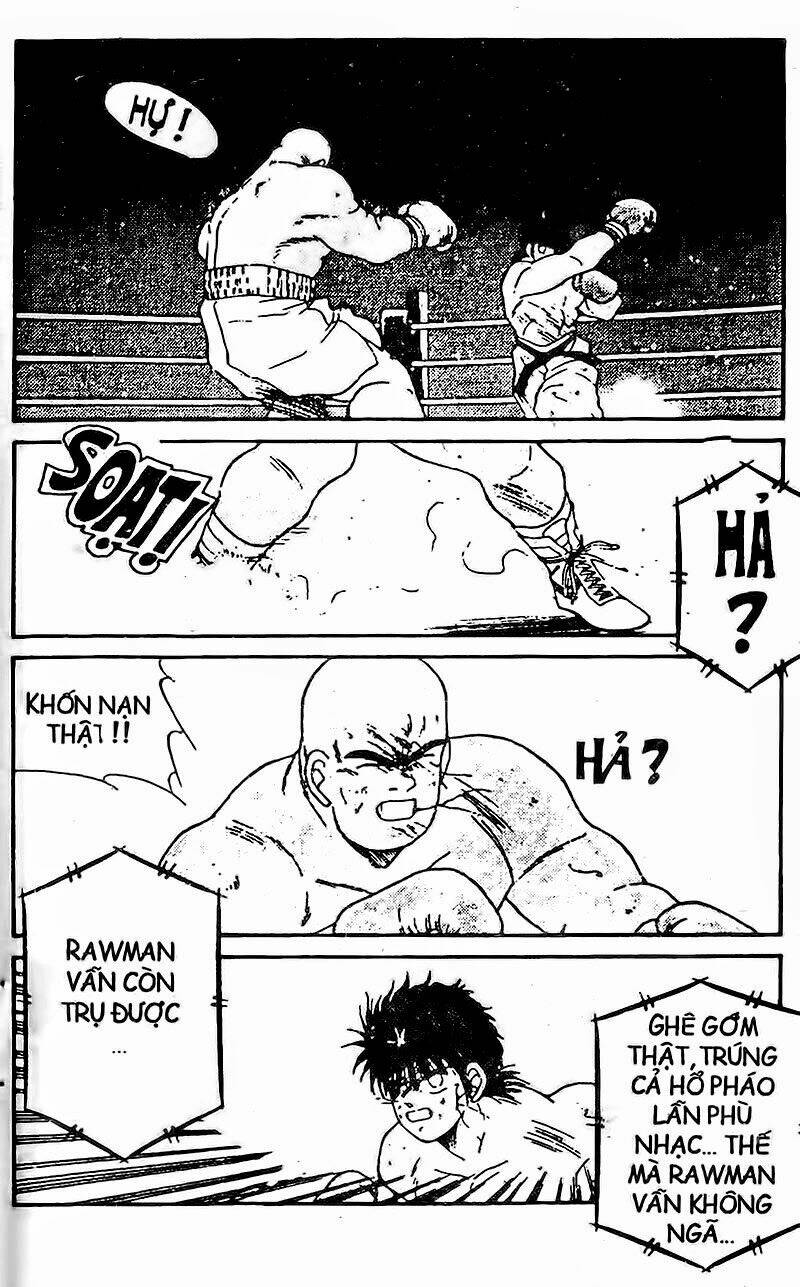 HỰ!
SOẠT!
HẢ
?
KHỐN NẠN
THẬT!!
HẢ?
RAWMAN
VẪN CÒN
TRỤ ĐƯỢC
...
GHÊ GỚM
THẬT, TRÚNG
CẢ HỔ PHÁO
LẪN PHÙ
NHẠC... THẾ
MÀ RAWMAN
VẪN KHÔNG
NGÃ...